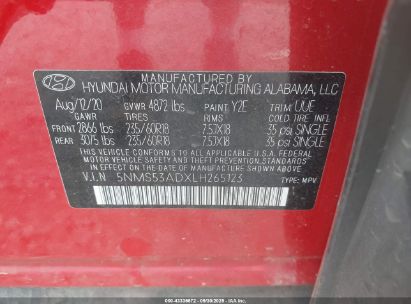 MANUFACTURED BY
HYUNDAI MOTOR MANUFACTURING ALABAMA, LLC
Aug/12/20 GVWR 4872 lbs PAINT: Y2E TRIM: UUE
GAWR TIRES RIMS COLD TIRE INFL
FRONT 2866 lbs 235/60R18 7.5JX18 35 psi SINGLE
REAR 3075 lbs 235/60R18 7.5JX18 35 psi SINGLE
THIS VEHICLE CONFORMS TO ALL APPLICABLE U.S. FEDERAL
MOTOR VEHICLE SAFETY AND THEFT PREVENTION STANDARDS
IN EFFECT ON THE DATE OF MANUFACTURE SHOWN ABOVE.
V.I.N 5NMS53ADXLH265123 TYPE: MPV